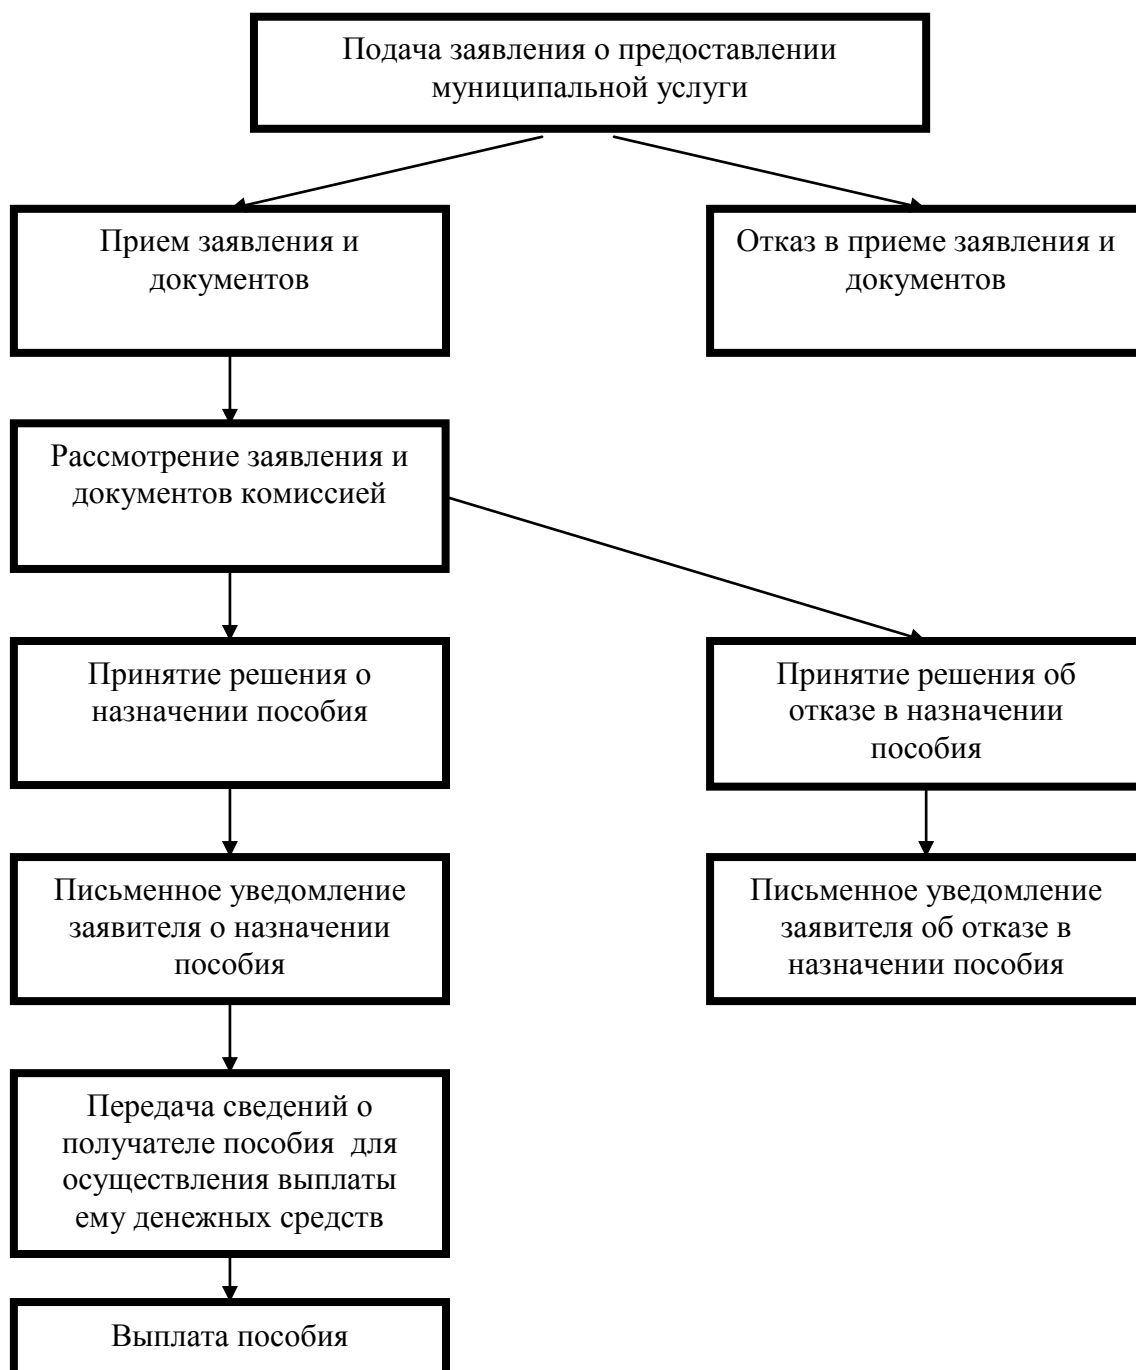 Подача заявления о предоставлении
муниципальной услуги
Прием заявления и
документов
Отказ в приеме заявления и
документов
Рассмотрение заявления и
документов комиссией
Принятие решения о
назначении пособия
Принятие решения об
отказе в назначении
пособия
Письменное уведомление
заявителя о назначении
пособия
Письменное уведомление
заявителя об отказе в
назначении пособия
Передача сведений о
получателе пособия  для
осуществления выплаты
ему денежных средств
Выплата пособия